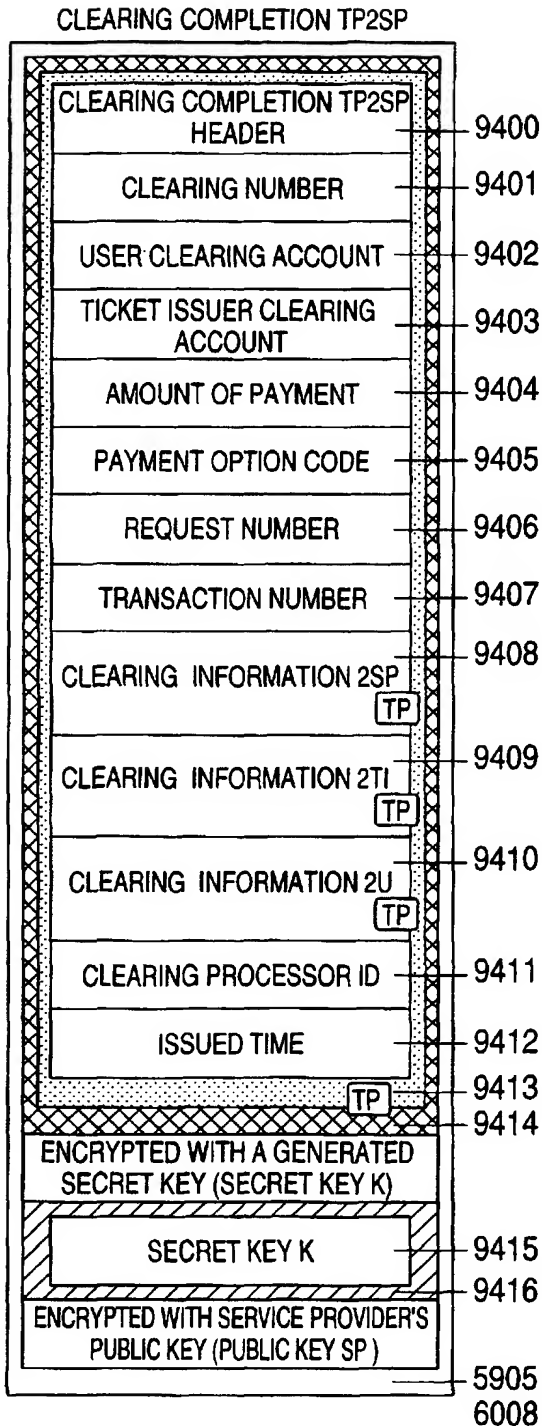 CLEARING COMPLETION TP2SP
CLEARING COMPLETION TP2SP
HEADER
9400
CLEARING NUMBER
9401
USER CLEARING ACCOUNT
9402
TICKET ISSUER CLEARING
ACCOUNT
9403
AMOUNT OF PAYMENT
9404
PAYMENT OPTION CODE
9405
REQUEST NUMBER
9406
TRANSACTION NUMBER
9407
9408
CLEARING INFORMATION 2SP
TP
9409
CLEARING INFORMATION 2TI
TP
9410
CLEARING INFORMATION 2U
TP
CLEARING PROCESSOR ID
9411
ISSUED TIME
9412
TP
9413
9414
ENCRYPTED WITH A GENERATED
SECRET KEY (SECRET KEY K)
SECRET KEY K
9415
9416
ENCRYPTED WITH SERVICE PROVIDER'S
PUBLIC KEY (PUBLIC KEY SP )
5905
6008